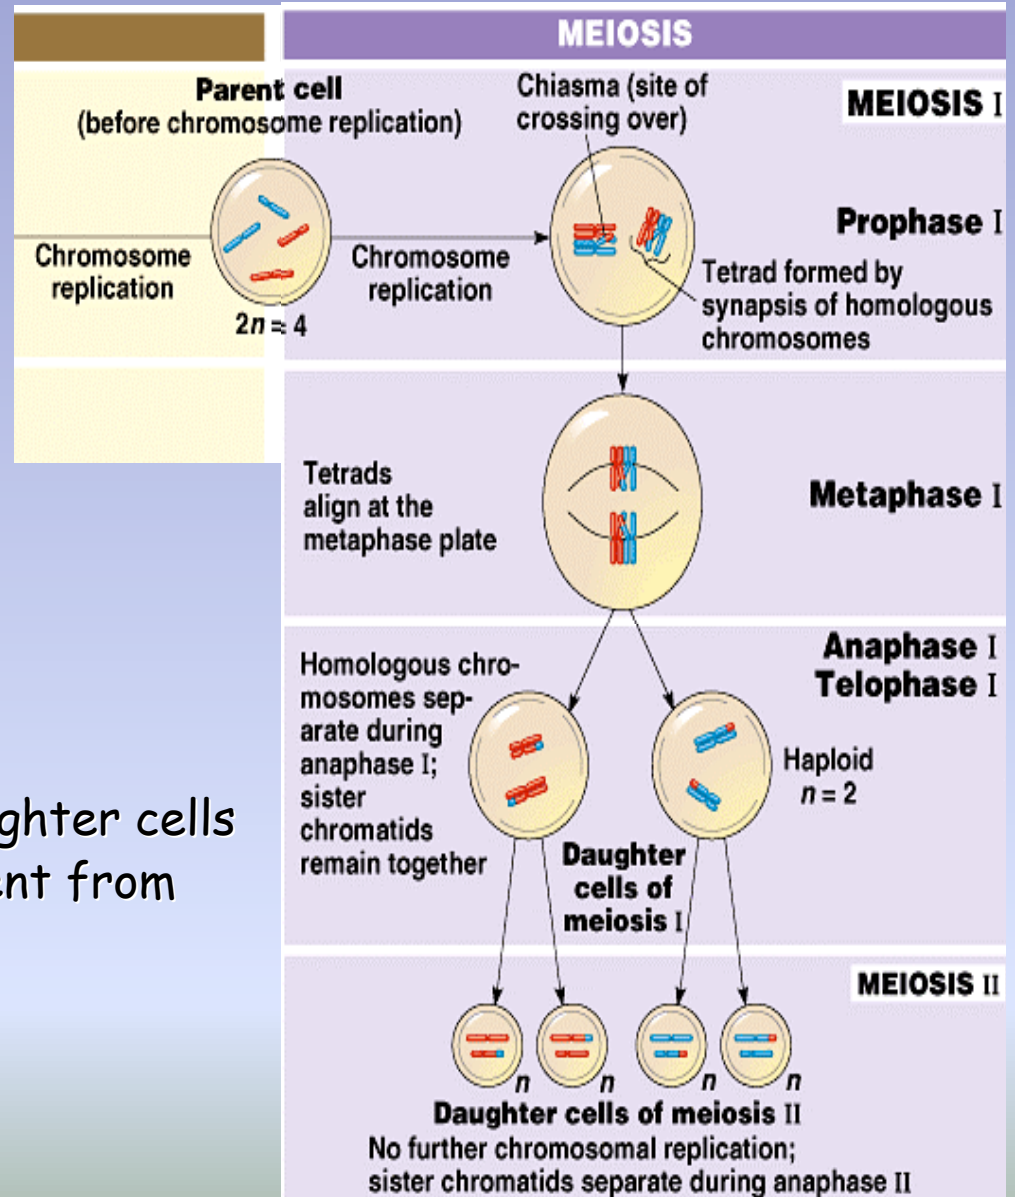 MEIOSIS
Parent cell
(before chromosome replication)
Chromosome
replication
2n = 4
Chromosome
replication
Chiasma (site of
crossing over)
MEIOSIS I
Prophase I
Tetrad formed by
synapsis of homologous
chromosomes
Tetrads
align at the
metaphase plate
Metaphase I
Homologous chro-
mosomes sep-
arate during
anaphase I;
sister
chromatids
remain together
Anaphase I
Telophase I
Haploid
n = 2
Daughter
cells of
meiosis I
ghter cells
ent from
MEIOSIS II
n
n
n
n
Daughter cells of meiosis II
No further chromosomal replication;
sister chromatids separate during anaphase II